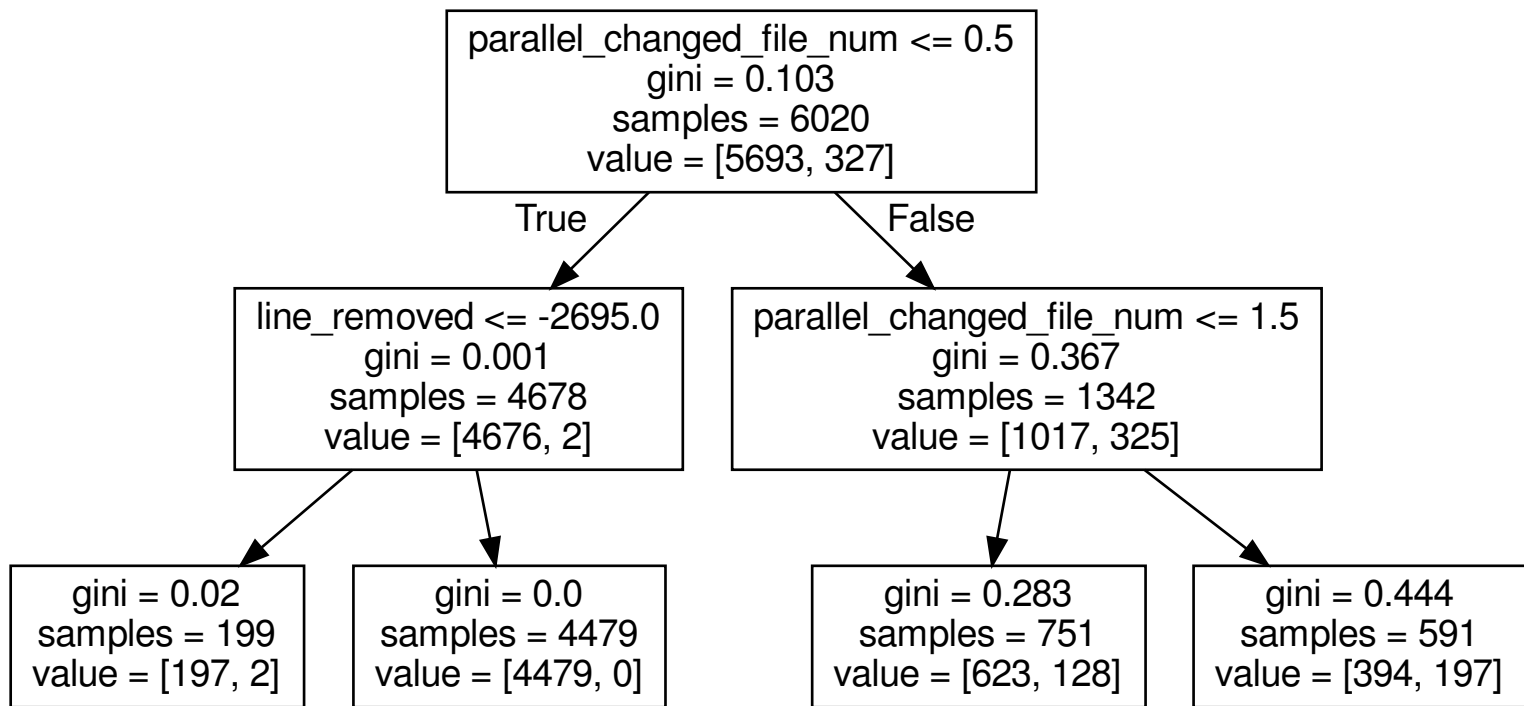 parallel_changed_file_num <= 0.5
gini = 0.103
samples = 6020
value = [5693, 327]
True
False
line_removed <= -2695.0
gini = 0.001
samples = 4678
value = [4676, 2]
parallel_changed_file_num <= 1.5
gini = 0.367
samples = 1342
value = [1017, 325]
gini = 0.02
samples = 199
value = [197, 2]
gini = 0.0
samples = 4479
value = [4479, 0]
gini = 0.283
samples = 751
value = [623, 128]
gini = 0.444
samples = 591
value = [394, 197]